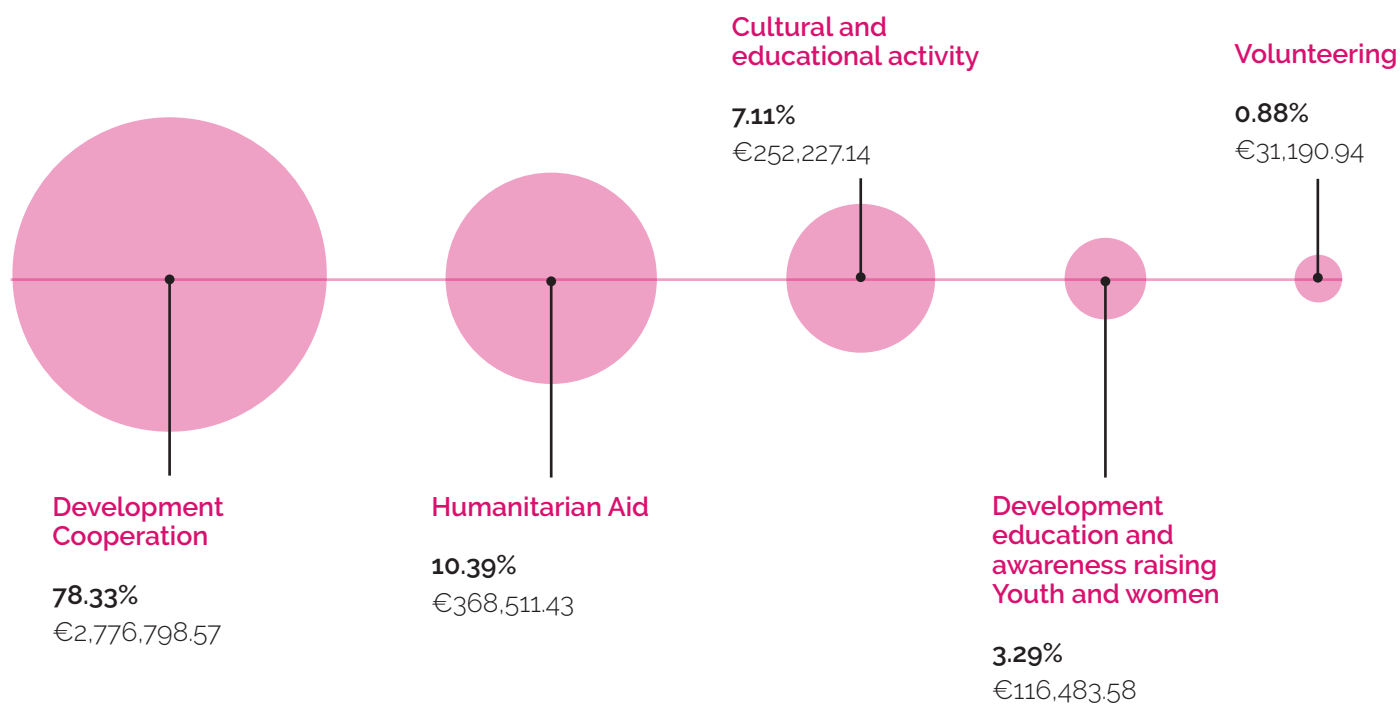 Cultural and
educational activity
7.11%
€252,227.14
Volunteering
0.88%
€31,190.94
Development
Cooperation
78.33%
€2,776,798.57
Humanitarian Aid
10.39%
€368,511.43
Development
education and
awareness raising
Youth and women
3.29%
€116,483.58